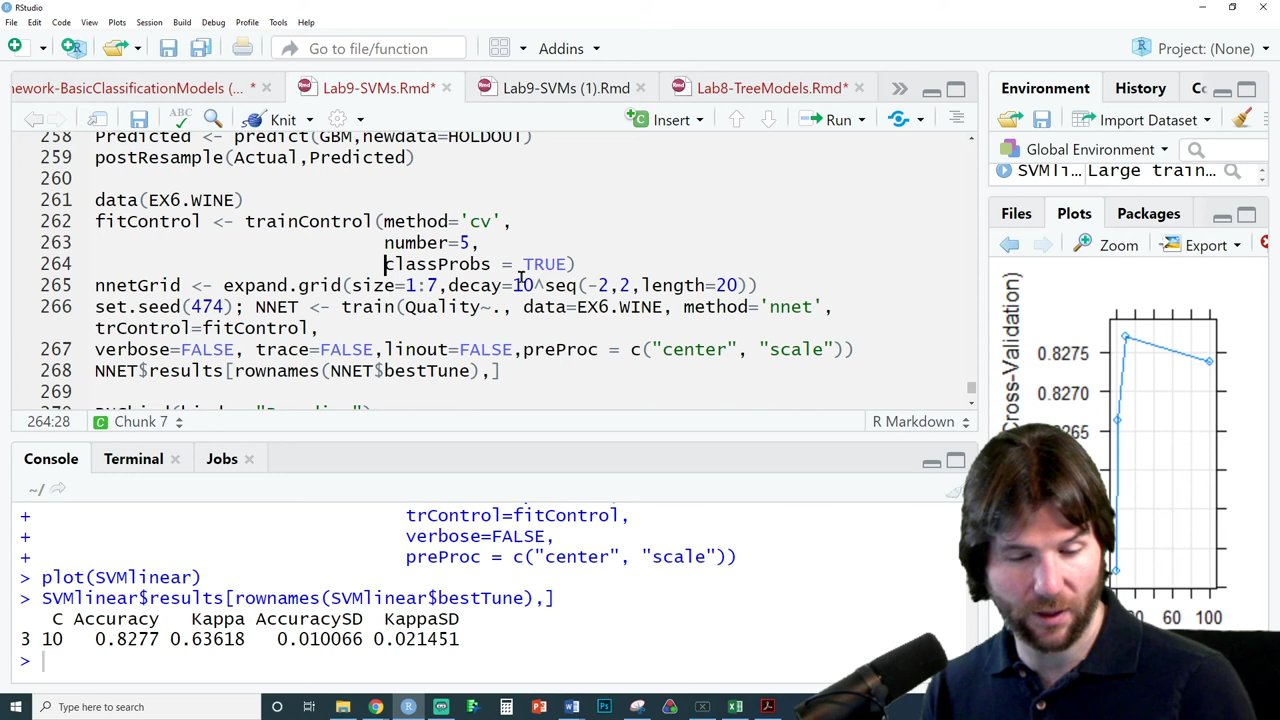 RStudio
File Edit Code View Plots Session Build Debug Profile Tools Help
Go to file/function Addins Project: (None)
nework-BasicClassificationModels (... * Lab9-SVMs.Rmd* Lab9-SVMs (1).Rmd Lab8-TreeModels.Rmd*
ABC Knit Insert Run
258 Predicted <- predict(GBM,newdata=HOLDOUT)
259 postResample(Actual,Predicted)
260
261 data(EX6.WINE)
262 fitControl <- trainControl(method='cv',
263 number=5,
264 classProbs = TRUE)
265 nnetGrid <- expand.grid(size=1:7,decay=10^seq(-2,2,length=20))
266 set.seed(474); NNET <- train(Quality~., data=EX6.WINE, method='nnet',
trControl=fitControl,
267 verbose=FALSE, trace=FALSE,linout=FALSE,preProc = c("center", "scale"))
268 NNET$results[rownames(NNET$bestTune),]
269
264:28 Chunk 7 R Markdown
Console Terminal Jobs
~/
+ trControl=fitControl,
+ verbose=FALSE,
+ preProc = c("center", "scale"))
> plot(SVMlinear)
> SVMlinear$results[rownames(SVMlinear$bestTune),]
C Accuracy Kappa AccuracySD KappaSD
3 10 0.8277 0.63618 0.010066 0.021451
>
Environment History
Import Dataset
Global Environment
SVMli... Large train...
Files Plots Packages
Zoom Export
Cross-Validation)
0.8275
0.8270
60 100
Type here to search